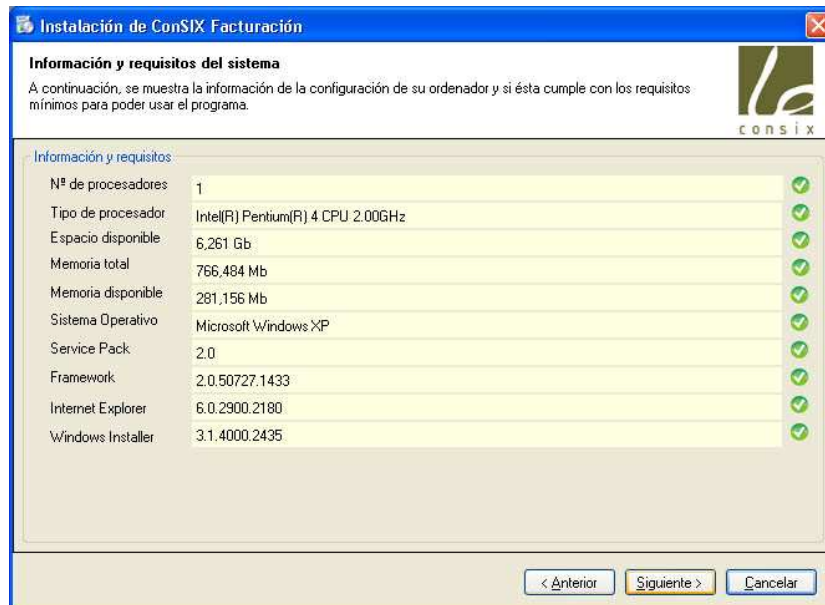 Instalación de ConSIX Facturación
Información y requisitos del sistema
A continuación, se muestra la información de la configuración de su ordenador y si ésta cumple con los requisitos
mínimos para poder usar el programa.
consix
Información y requisitos
Nº de procesadores 1
Tipo de procesador Intel(R) Pentium(R) 4 CPU 2.00GHz
Espacio disponible 6,261 Gb
Memoria total 766,484 Mb
Memoria disponible 281,156 Mb
Sistema Operativo Microsoft Windows XP
Service Pack 2.0
Framework 2.0.50727.1433
Internet Explorer 6.0.2900.2180
Windows Installer 3.1.4000.2435
< Anterior Siguiente > Cancelar